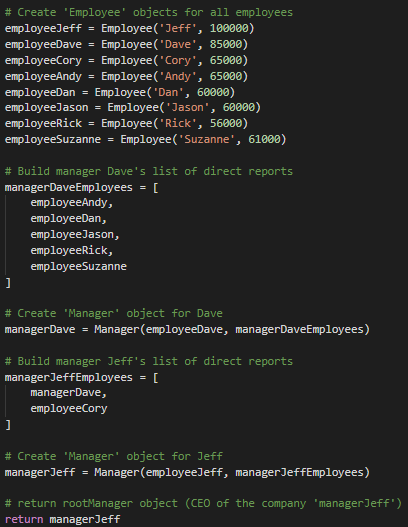 # Create 'Employee' objects for all employees
employeeJeff = Employee('Jeff', 100000)
employeeDave = Employee('Dave', 85000)
employeeCory = Employee('Cory', 65000)
employeeAndy = Employee('Andy', 65000)
employeeDan = Employee('Dan', 60000)
employeeJason = Employee('Jason', 60000)
employeeRick = Employee('Rick', 56000)
employeeSuzanne = Employee('Suzanne', 61000)

# Build manager Dave's list of direct reports
managerDaveEmployees = [
    employeeAndy,
    employeeDan,
    employeeJason,
    employeeRick,
    employeeSuzanne
]

# Create 'Manager' object for Dave
managerDave = Manager(employeeDave, managerDaveEmployees)

# Build manager Jeff's list of direct reports
managerJeffEmployees = [
    managerDave,
    employeeCory
]

# Create 'Manager' object for Jeff
managerJeff = Manager(employeeJeff, managerJeffEmployees)

# return rootManager object (CEO of the company 'managerJeff')
return managerJeff